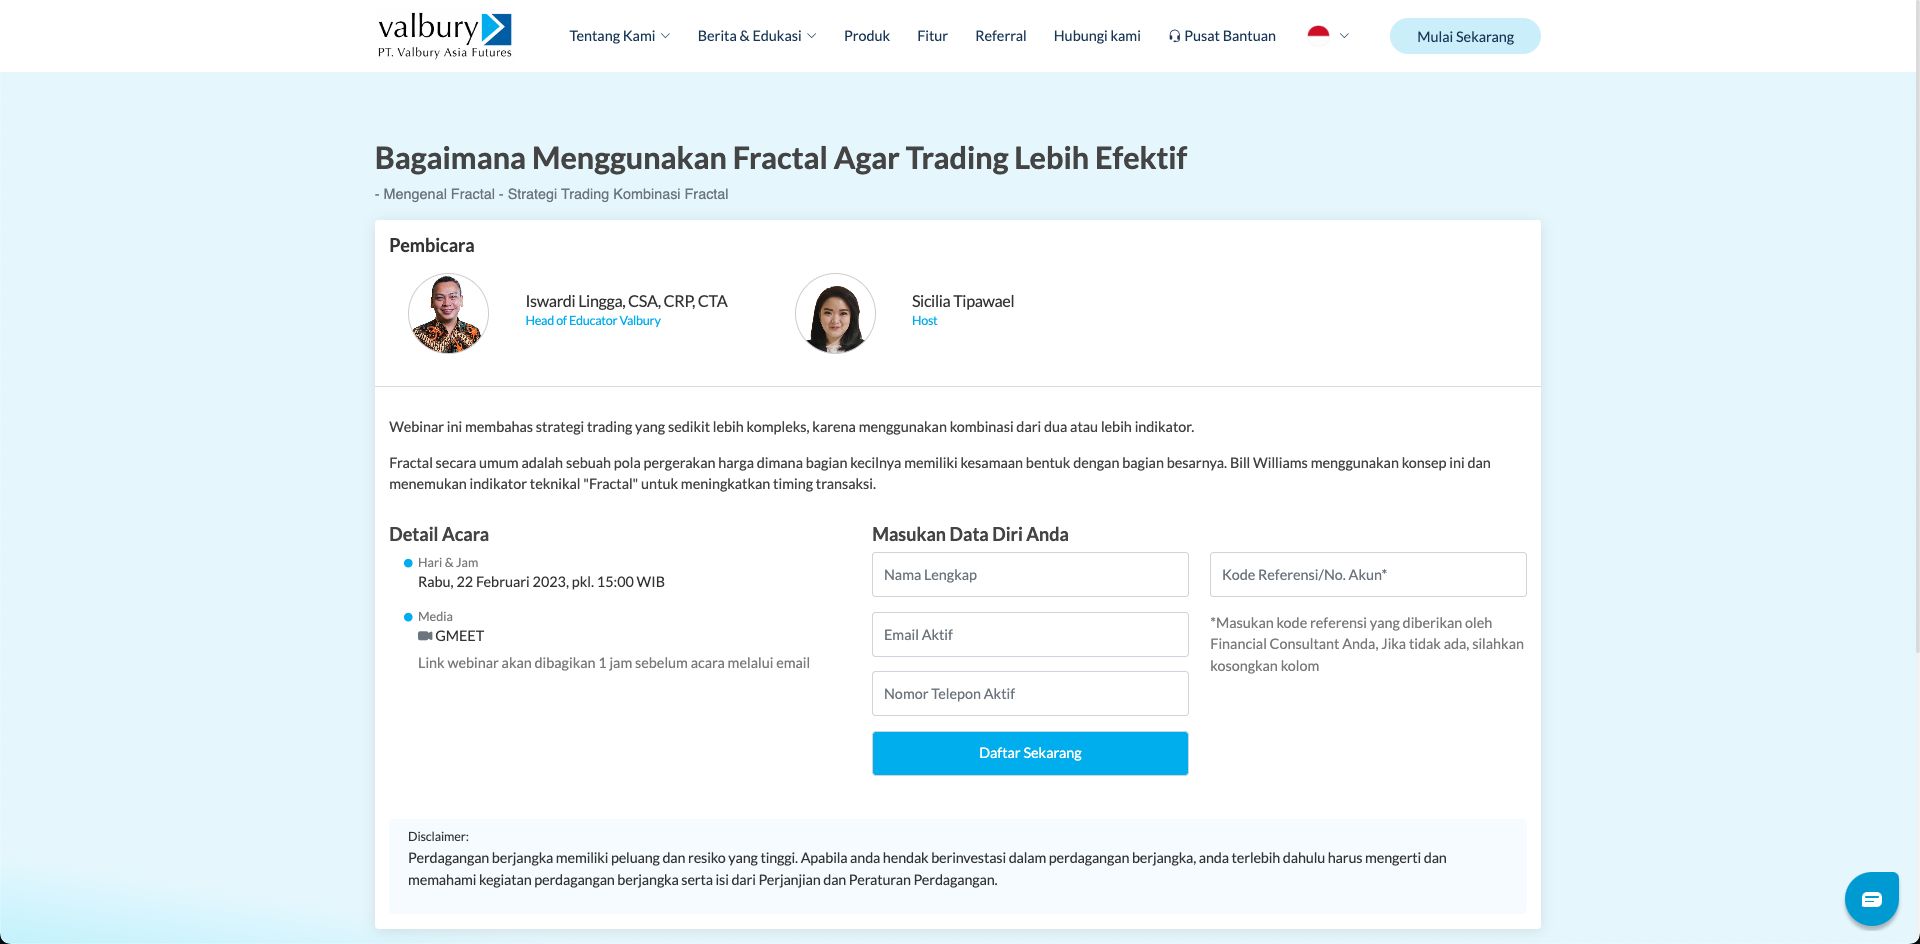 valbury
PT. Valbury Asia Futures
Tentang Kami
Berita & Edukasi
Produk
Fitur
Referral
Hubungi kami
Pusat Bantuan
Mulai Sekarang
Bagaimana Menggunakan Fractal Agar Trading Lebih Efektif
- Mengenal Fractal - Strategi Trading Kombinasi Fractal
Pembicara
Iswardi Lingga, CSA, CRP, CTA
Head of Educator Valbury
Sicilia Tipawael
Host
Webinar ini membahas strategi trading yang sedikit lebih kompleks, karena menggunakan kombinasi dari dua atau lebih indikator.
Fractal secara umum adalah sebuah pola pergerakan harga dimana bagian kecilnya memiliki kesamaan bentuk dengan bagian besarnya. Bill Williams menggunakan konsep ini dan
menemukan indikator teknikal "Fractal" untuk meningkatkan timing transaksi.
Detail Acara
Hari & Jam
Rabu, 22 Februari 2023, pkl. 15:00 WIB
Media
GMEET
Link webinar akan dibagikan 1 jam sebelum acara melalui email
Masukan Data Diri Anda
Nama Lengkap
Email Aktif
Nomor Telepon Aktif
Daftar Sekarang
Kode Referensi/No. Akun*
*Masukan kode referensi yang diberikan oleh
Financial Consultant Anda, Jika tidak ada, silahkan
kosongkan kolom
Disclaimer:
Perdagangan berjangka memiliki peluang dan resiko yang tinggi. Apabila anda hendak berinvestasi dalam perdagangan berjangka, anda terlebih dahulu harus mengerti dan
memahami kegiatan perdagangan berjangka serta isi dari Perjanjian dan Peraturan Perdagangan.